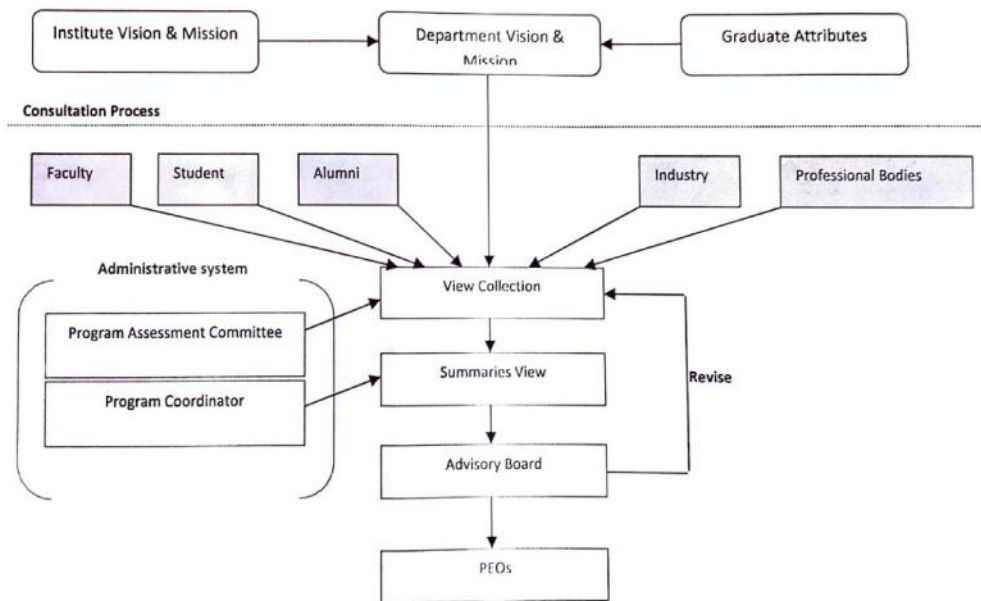 Institute Vision & Mission
Department Vision &
Mission
Graduate Attributes
Consultation Process
Faculty
Student
Alumni
Industry
Professional Bodies
Administrative system
View Collection
Program Assessment Committee
Summaries View
Revise
Program Coordinator
Advisory Board
PEOs